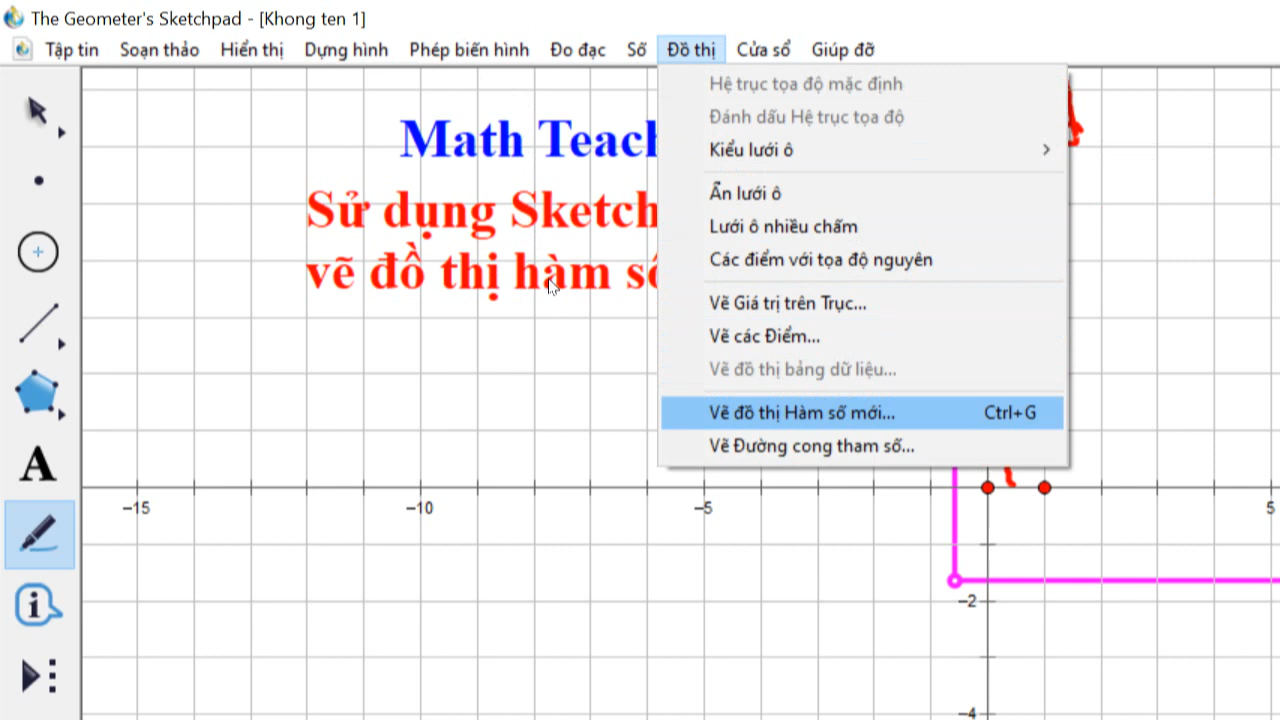 The Geometer's Sketchpad - [Khong ten 1]
Tập tin Soạn thảo Hiển thị Dựng hình Phép biến hình Đo đạc Số Đồ thị Cửa sổ Giúp đỡ
Hệ trục tọa độ mặc định
Đánh dấu Hệ trục tọa độ
Kiểu lưới ô
Ẩn lưới ô
Lưới ô nhiều chấm
Các điểm với tọa độ nguyên
Vẽ Giá trị trên Trục...
Vẽ các Điểm...
Vẽ đồ thị bảng dữ liệu...
Vẽ đồ thị Hàm số mới... Ctrl+G
Vẽ Đường cong tham số...
Math Teach
Sử dụng Sketch
vẽ đồ thị hàm số
A
-15 -10 -5 5
-2
-4